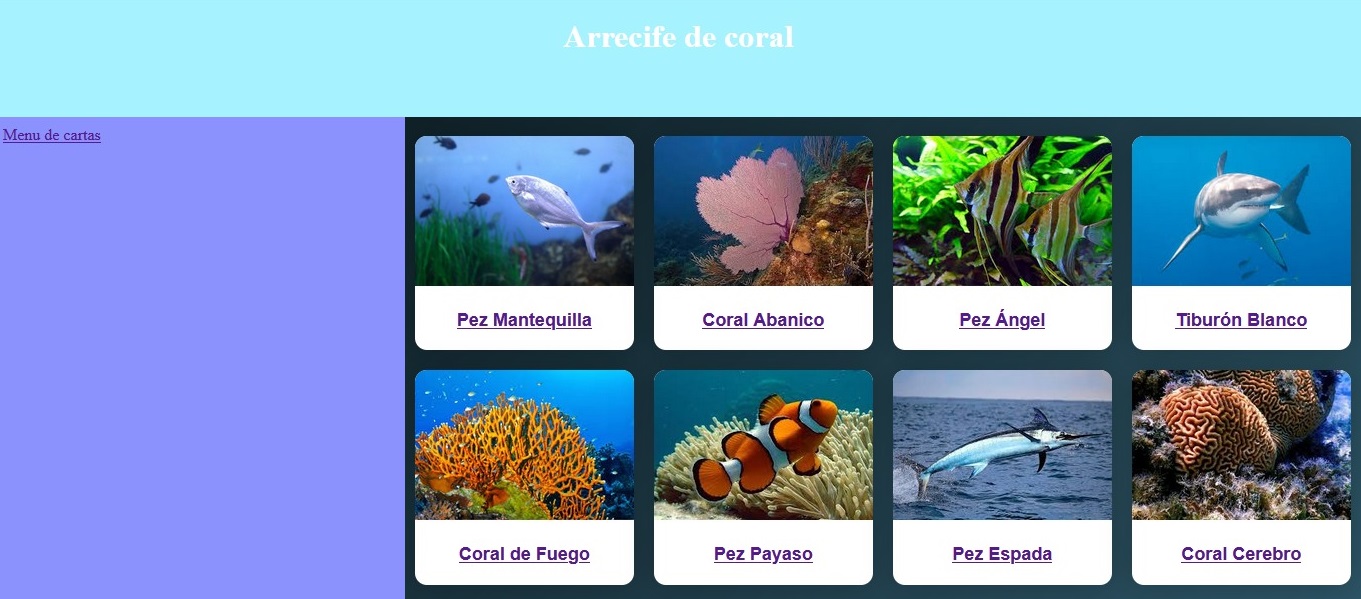 Arrecife de coral
Menu de cartas
Pez Mantequilla
Coral Abanico
Pez Ángel
Tiburón Blanco
Coral de Fuego
Pez Payaso
Pez Espada
Coral Cerebro